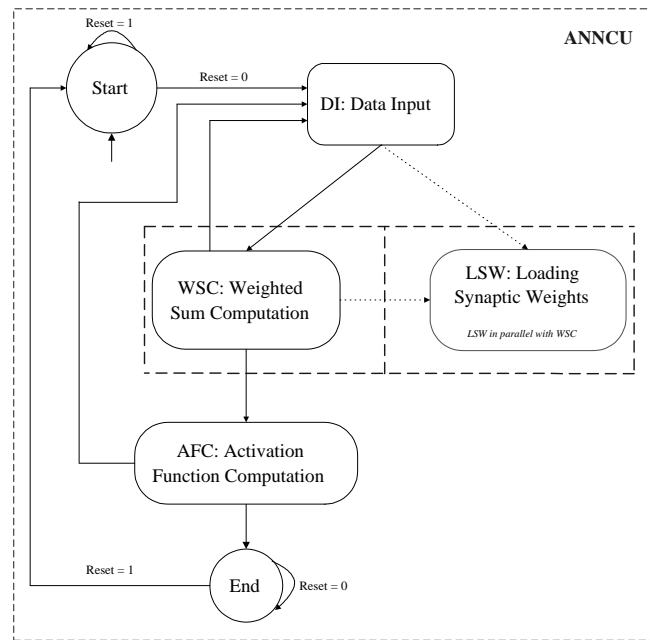 Reset = 1
ANNCU
Start
Reset = 0
DI: Data Input
WSC: Weighted
Sum Computation
LSW: Loading
Synaptic Weights
LSW in parallel with WSC
AFC: Activation
Function Computation
Reset = 1
End
Reset = 0